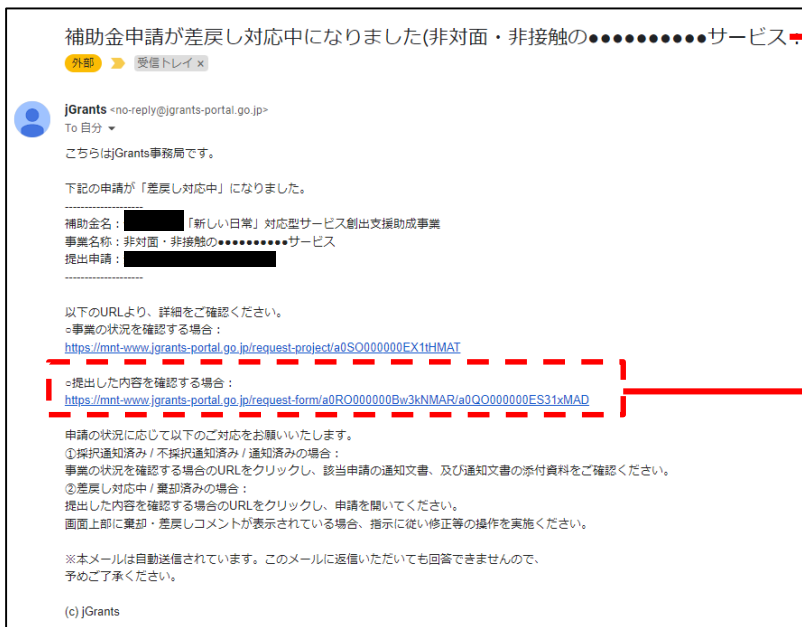 補助金申請が差戻し対応中になりました(非対面・非接触の●●●●●●●●●●サービス
外部 受信トレイ ×
jGrants <no-reply@jgrants-portal.go.jp>
To 自分
こちらはjGrants事務局です。
下記の申請が「差戻し対応中」になりました。
--------------------
補助金名：「新しい日常」対応型サービス創出支援助成事業
事業名称：非対面・非接触の●●●●●●●●●●サービス
提出申請：
--------------------
以下のURLより、詳細をご確認ください。
○事業の状況を確認する場合：
https://mnt-www.jgrants-portal.go.jp/request-project/a0SO000000EX1tHMAT
○提出した内容を確認する場合：
https://mnt-www.jgrants-portal.go.jp/request-form/a0RO000000Bw3kNMAR/a0QO000000ES31xMAD
申請の状況に応じて以下のご対応をお願いいたします。
①採択通知済み / 不採択通知済み / 通知済みの場合：
事業の状況を確認する場合のURLをクリックし、該当申請の通知文書、及び通知文書の添付資料をご確認ください。
②差戻し対応中 / 棄却済みの場合：
提出した内容を確認する場合のURLをクリックし、申請を開いてください。
画面上部に棄却・差戻しコメントが表示されている場合、指示に従い修正等の操作を実施ください。
※本メールは自動送信されています。このメールに返信いただいても回答できませんので、
予めご了承ください。
(c) jGrants